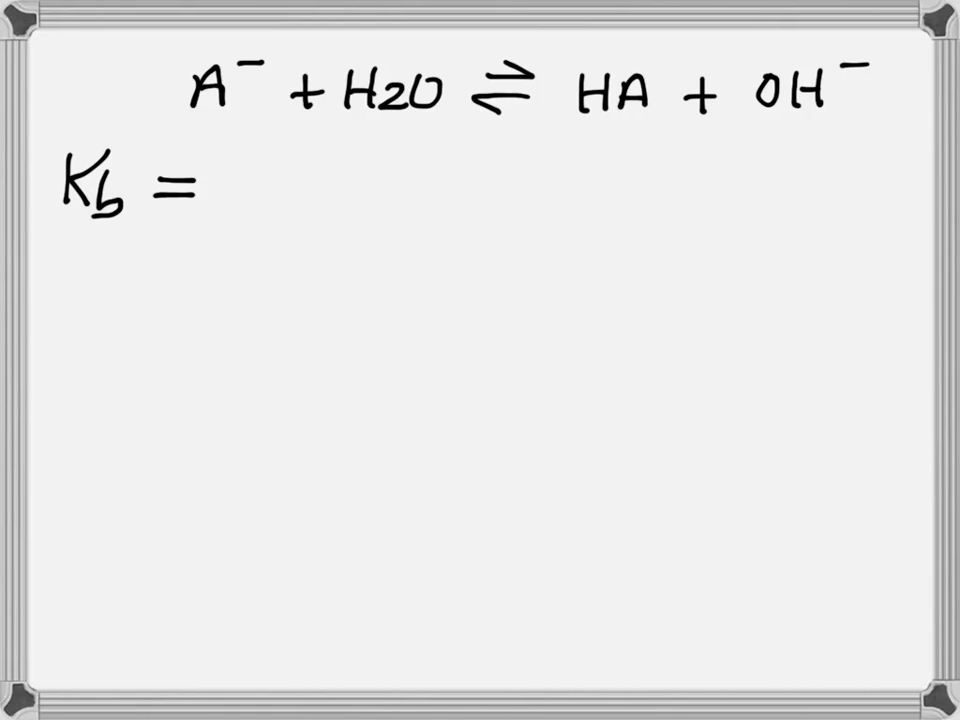 A⁻ + H2O ⇌ HA + OH⁻
Kb =